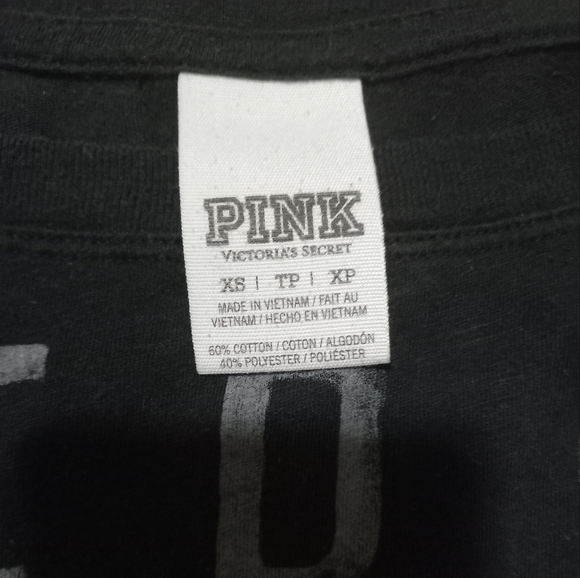 PINK
VICTORIA'S SECRET
XS | TP | XP
MADE IN VIETNAM / FAIT AU
VIETNAM / HECHO EN VIETNAM
60% COTTON / COTON / ALGODÓN
40% POLYESTER / POLIÉSTER